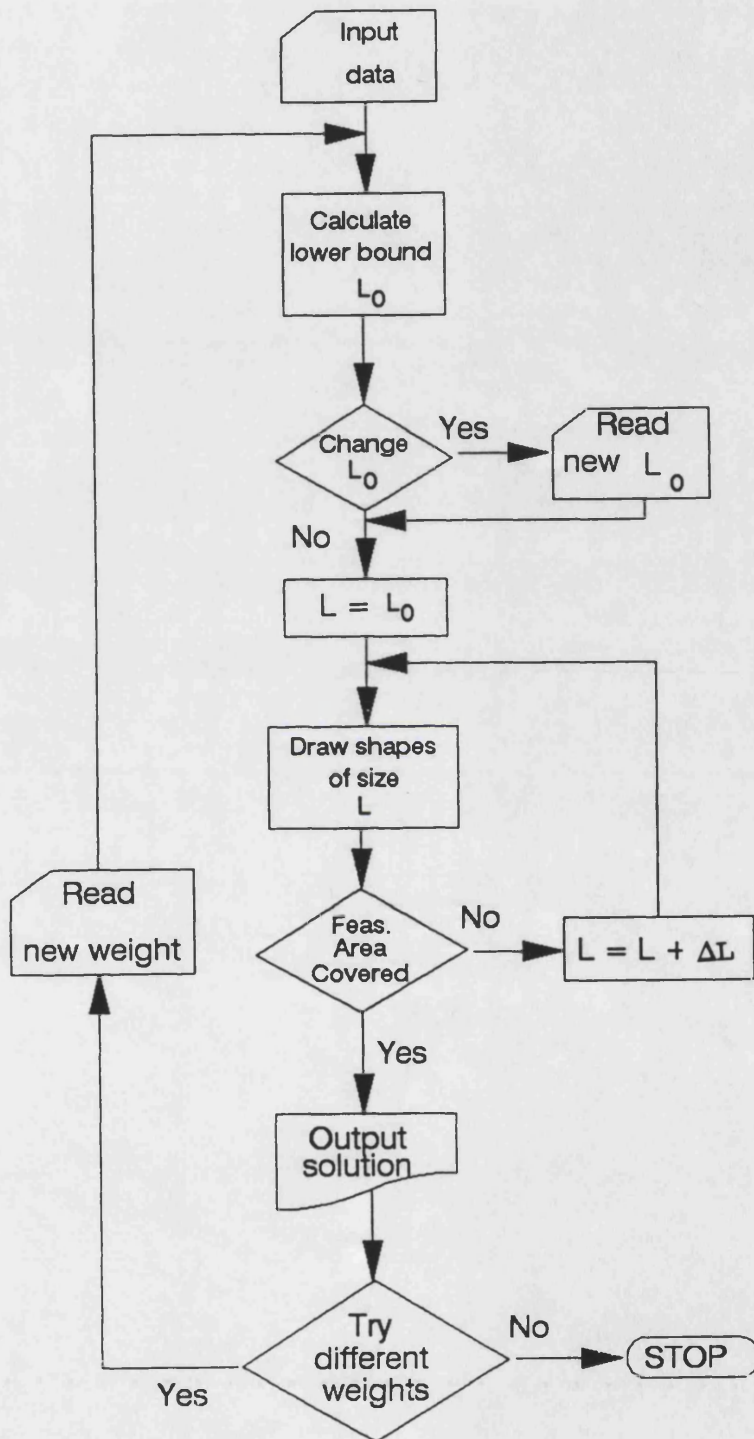 Input
data
Calculate
lower bound
L₀
Change
L₀
Yes
Read
new L₀
No
L = L₀
Draw shapes
of size
L
Feas.
Area
Covered
No
L = L + ΔL
Yes
Output
solution
Try
different
weights
No
STOP
Yes
Read
new weight